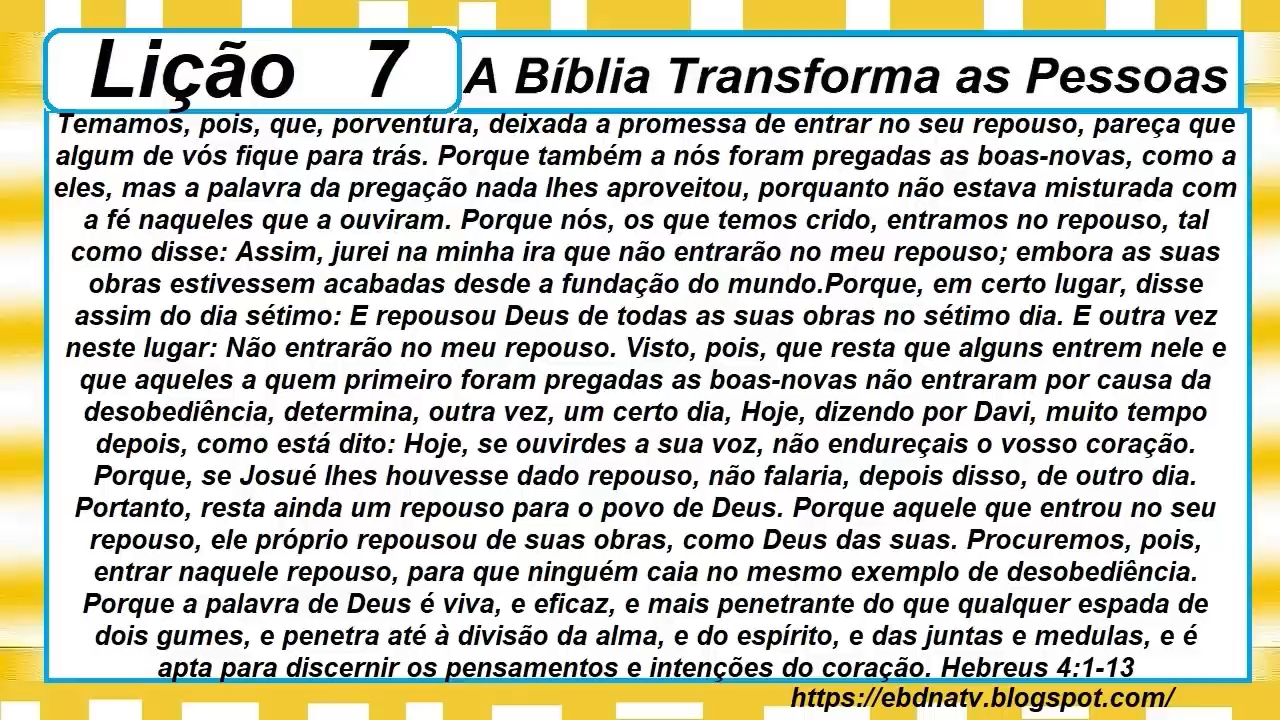 Lição 7
A Bíblia Transforma as Pessoas
Temamos, pois, que, porventura, deixada a promessa de entrar no seu repouso, pareça que
algum de vós fique para trás. Porque também a nós foram pregadas as boas-novas, como a
eles, mas a palavra da pregação nada lhes aproveitou, porquanto não estava misturada com
a fé naqueles que a ouviram. Porque nós, os que temos crido, entramos no repouso, tal
como disse: Assim, jurei na minha ira que não entrarão no meu repouso; embora as suas
obras estivessem acabadas desde a fundação do mundo.Porque, em certo lugar, disse
assim do dia sétimo: E repousou Deus de todas as suas obras no sétimo dia. E outra vez
neste lugar: Não entrarão no meu repouso. Visto, pois, que resta que alguns entrem nele e
que aqueles a quem primeiro foram pregadas as boas-novas não entraram por causa da
desobediência, determina, outra vez, um certo dia, Hoje, dizendo por Davi, muito tempo
depois, como está dito: Hoje, se ouvirdes a sua voz, não endureçais o vosso coração.
Porque, se Josué lhes houvesse dado repouso, não falaria, depois disso, de outro dia.
Portanto, resta ainda um repouso para o povo de Deus. Porque aquele que entrou no seu
repouso, ele próprio repousou de suas obras, como Deus das suas. Procuremos, pois,
entrar naquele repouso, para que ninguém caia no mesmo exemplo de desobediência.
Porque a palavra de Deus é viva, e eficaz, e mais penetrante do que qualquer espada de
dois gumes, e penetra até à divisão da alma, e do espírito, e das juntas e medulas, e é
apta para discernir os pensamentos e intenções do coração. Hebreus 4:1-13
https://ebdnatv.blogspot.com/